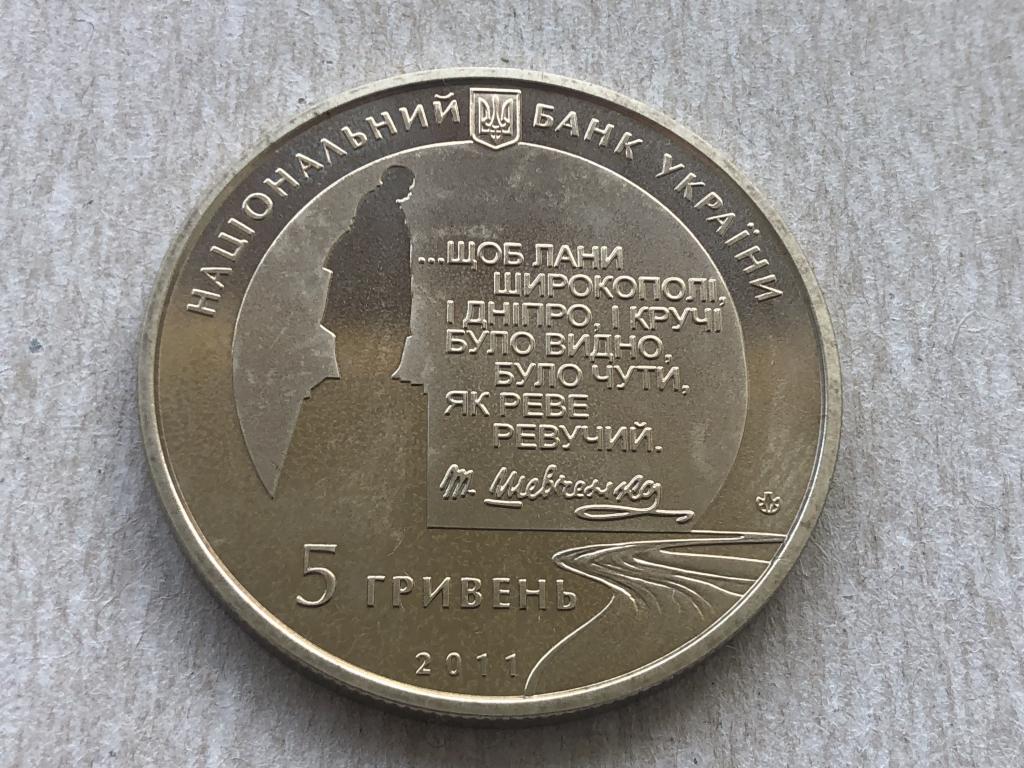 НАЦІОНАЛЬНИЙ БАНК УКРАЇНИ
...ЩОБ ЛАНИ
ШИРОКОПОЛІ,
І ДНІПРО, І КРУЧІ
БУЛО ВИДНО,
БУЛО ЧУТИ,
ЯК РЕВЕ
РЕВУЧИЙ.
Т. Шевченко
5 ГРИВЕНЬ
2011